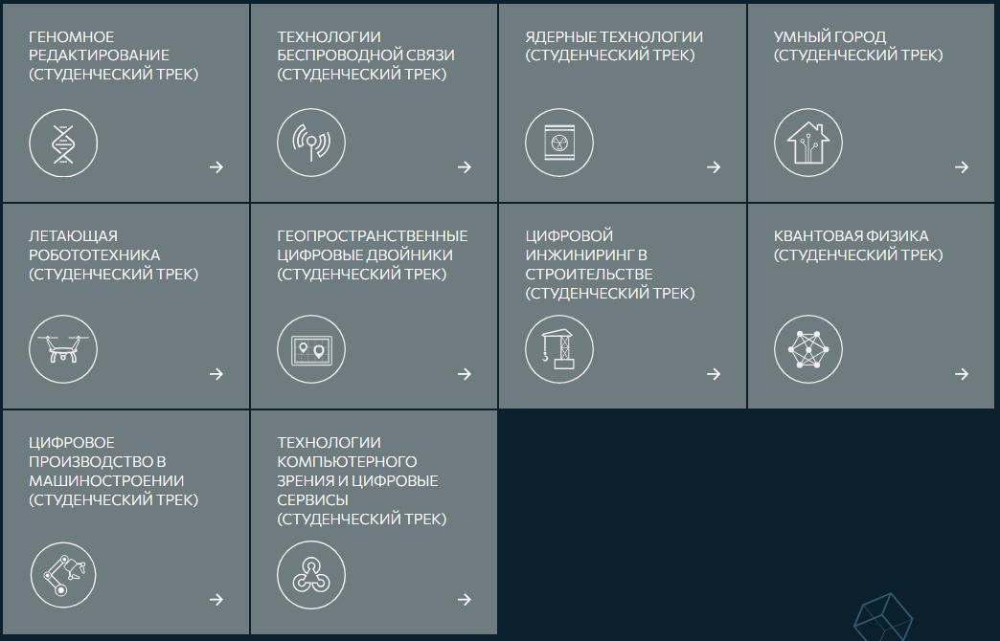 ГЕНОМНОЕ
РЕДАКТИРОВАНИЕ
(СТУДЕНЧЕСКИЙ ТРЕК)
ТЕХНОЛОГИИ
БЕСПРОВОДНОЙ СВЯЗИ
(СТУДЕНЧЕСКИЙ ТРЕК)
ЯДЕРНЫЕ ТЕХНОЛОГИИ
(СТУДЕНЧЕСКИЙ ТРЕК)
УМНЫЙ ГОРОД
(СТУДЕНЧЕСКИЙ ТРЕК)
ЛЕТАЮЩАЯ
РОБОТОТЕХНИКА
(СТУДЕНЧЕСКИЙ ТРЕК)
ГЕОПРОСТРАНСТВЕННЫЕ
ЦИФРОВЫЕ ДВОЙНИКИ
(СТУДЕНЧЕСКИЙ ТРЕК)
ЦИФРОВОЙ
ИНЖИНИРИНГ В
СТРОИТЕЛЬСТВЕ
(СТУДЕНЧЕСКИЙ ТРЕК)
КВАНТОВАЯ ФИЗИКА
(СТУДЕНЧЕСКИЙ ТРЕК)
ЦИФРОВОЕ
ПРОИЗВОДСТВО В
МАШИНОСТРОЕНИИ
(СТУДЕНЧЕСКИЙ ТРЕК)
ТЕХНОЛОГИИ
КОМПЬЮТЕРНОГО
ЗРЕНИЯ И ЦИФРОВЫЕ
СЕРВИСЫ
(СТУДЕНЧЕСКИЙ ТРЕК)